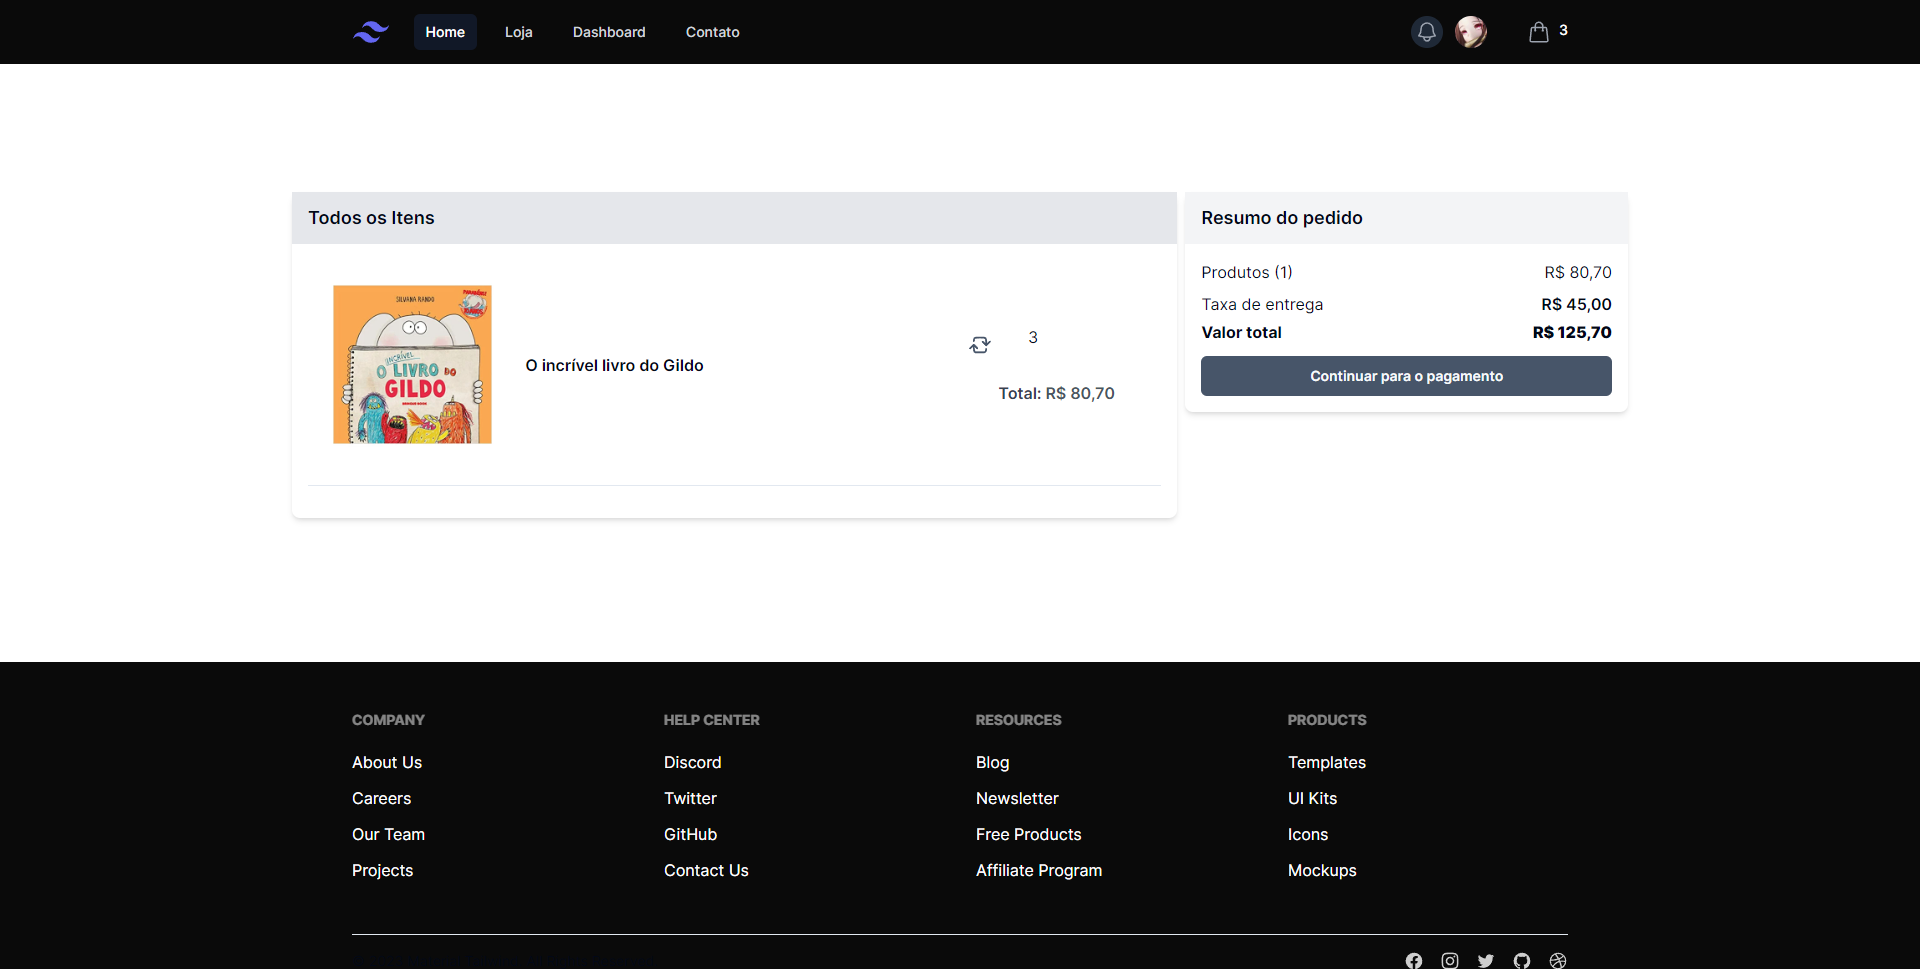 Home Loja Dashboard Contato 3
Todos os Itens
SILVANA RANDO
O INCRÍVEL
LIVRO DO
GILDO
O incrível livro do Gildo
3
Total: R$ 80,70
Resumo do pedido
Produtos (1) R$ 80,70
Taxa de entrega R$ 45,00
Valor total R$ 125,70
Continuar para o pagamento
COMPANY
About Us
Careers
Our Team
Projects
HELP CENTER
Discord
Twitter
GitHub
Contact Us
RESOURCES
Blog
Newsletter
Free Products
Affiliate Program
PRODUCTS
Templates
UI Kits
Icons
Mockups